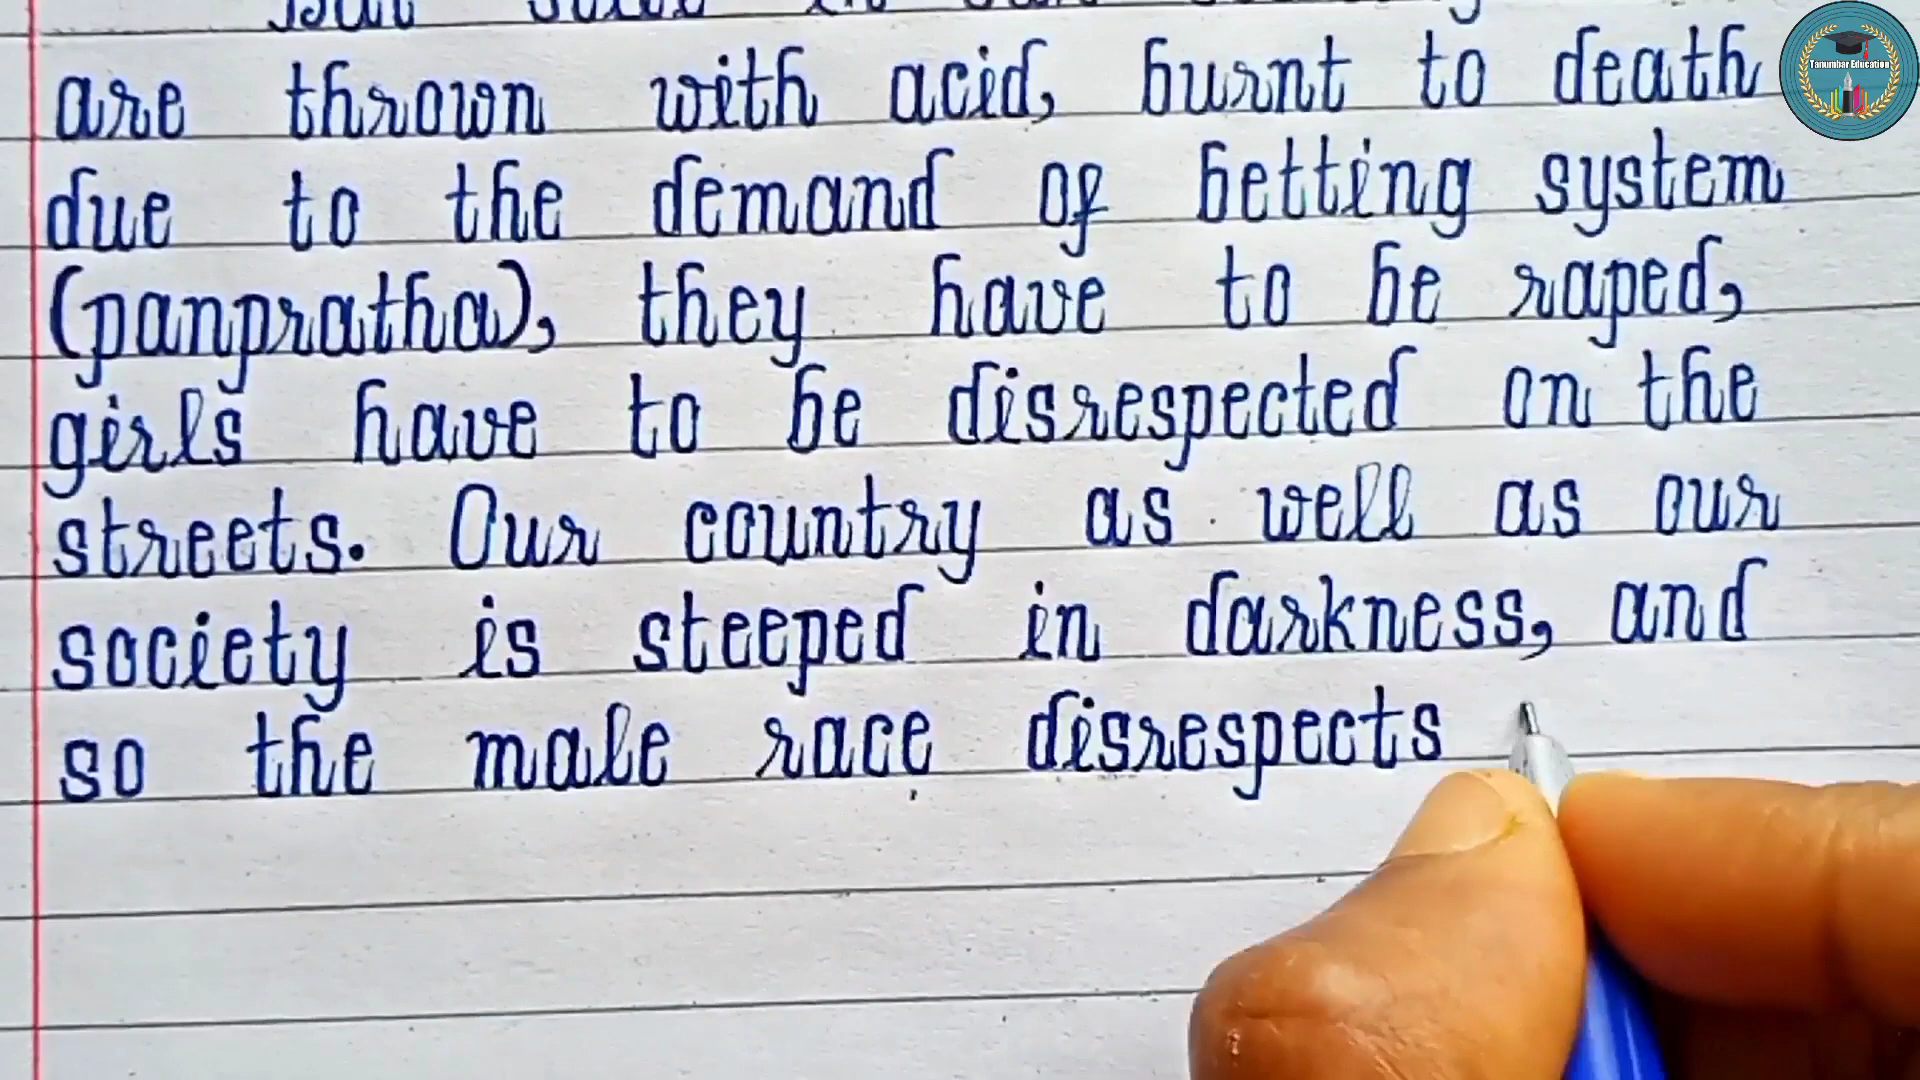 are thrown with acid, burnt to death
due to the demand of betting system
(panpratha), they have to be raped,
girls have to be disrespected on the
streets. Our country as well as our
society is steeped in darkness, and
so the male race disrespects
Tanumbar Education